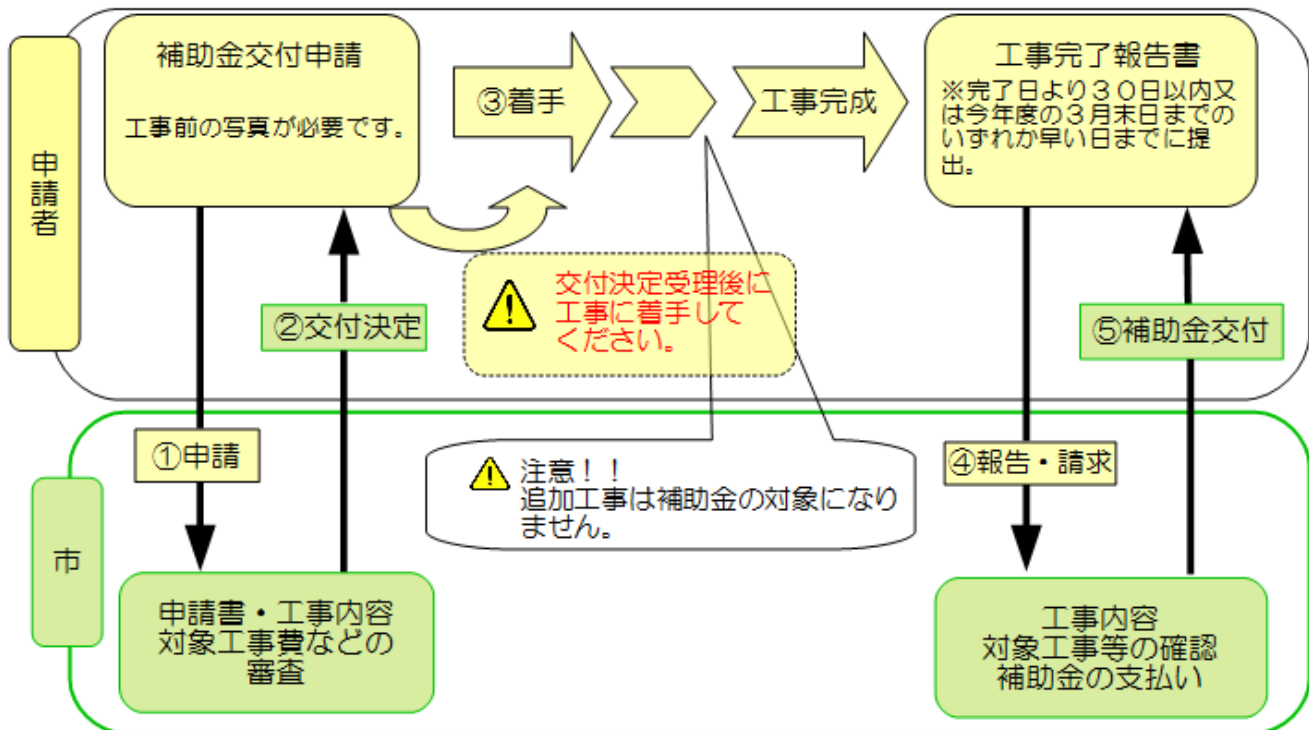 申請者
補助金交付申請
工事前の写真が必要です。
③着手
工事完成
工事完了報告書
※完了日より３０日以内又
は今年度の３月末日までの
いずれか早い日までに提
出。
②交付決定
交付決定受理後に
工事に着手して
ください。
⑤補助金交付
①申請
注意！！
追加工事は補助金の対象になり
ません。
④報告・請求
市
申請書・工事内容
対象工事費などの
審査
工事内容
対象工事等の確認
補助金の支払い